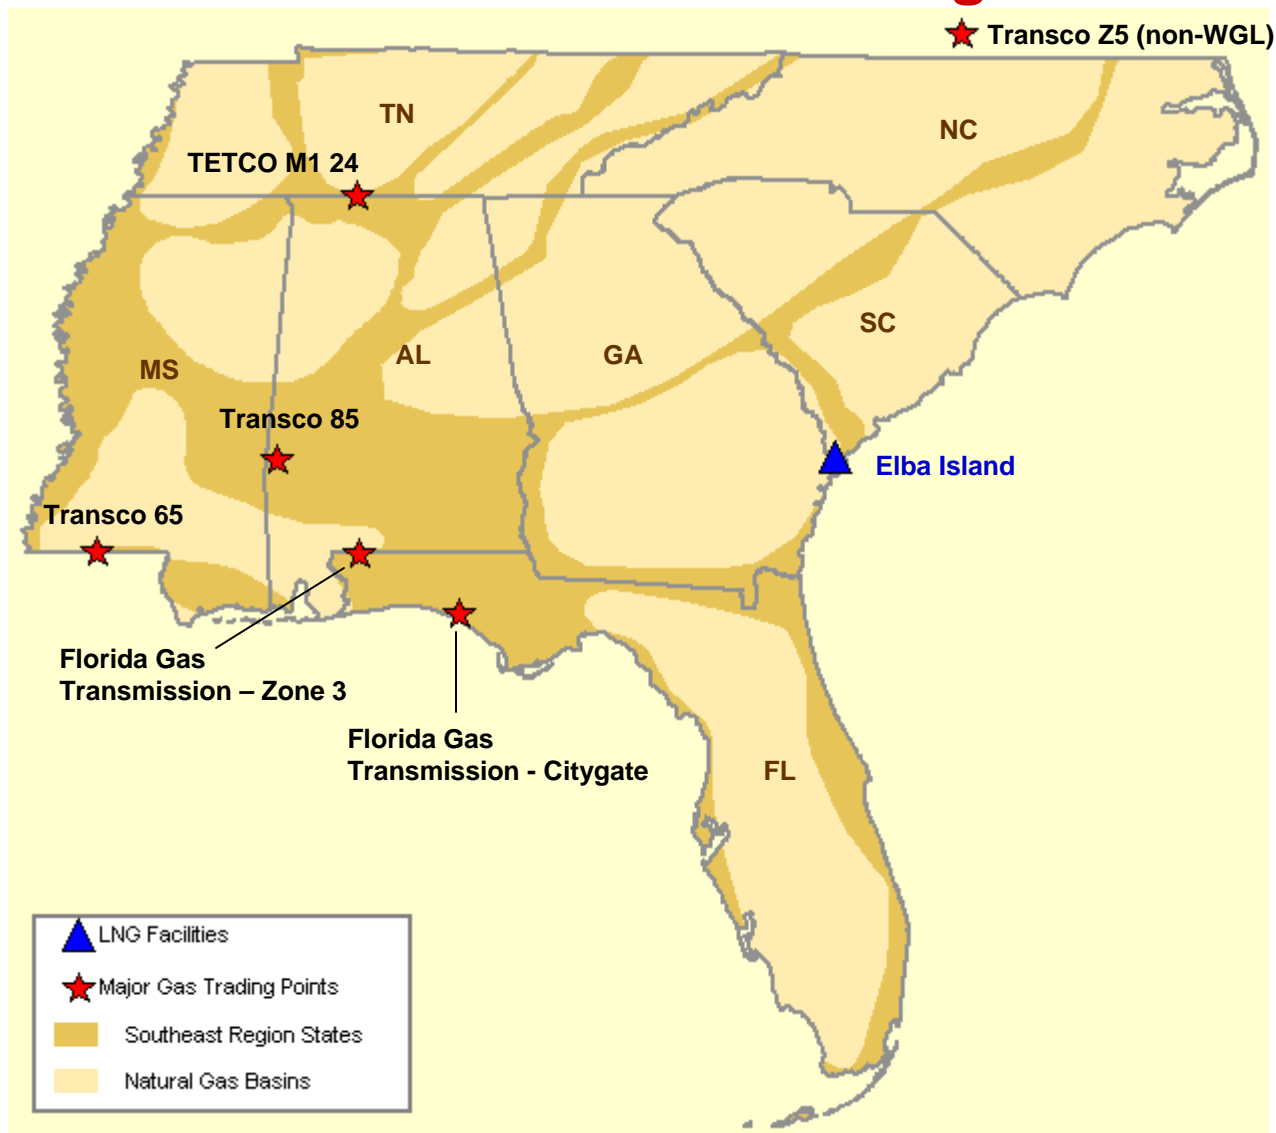 Transco Z5 (non-WGL)
TN
NC
TETCO M1 24
SC
MS
AL
GA
Transco 85
Elba Island
Transco 65
Florida Gas
Transmission – Zone 3
Florida Gas
Transmission - Citygate
FL
LNG Facilities
Major Gas Trading Points
Southeast Region States
Natural Gas Basins